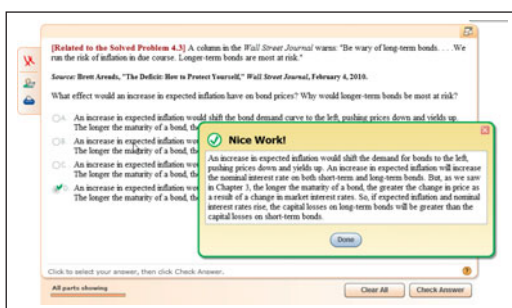 [Related to the Solved Problem 4.3] A column in the Wall Street Journal warns: "Be wary of long-term bonds. . . .We
run the risk of inflation in due course. Longer-term bonds are most at risk."
Source: Brett Arends, "The Deficit: How to Protect Yourself," Wall Street Journal, February 4, 2010.
What effect would an increase in expected inflation have on bond prices? Why would longer-term bonds be most at risk?
A. An increase in expected inflation would shift the bond demand curve to the left, pushing prices down and yields up.
The longer the maturity of a bond, the
B. An increase in expected inflation wou
The longer the maturity of a bond, the
C. An increase in expected inflation wou
The longer the maturity of a bond, the
D. An increase in expected inflation wou
The longer the maturity of a bond, the
Nice Work!
An increase in expected inflation would shift the demand for bonds to the left,
pushing prices down and yields up. An increase in expected inflation will increase
the nominal interest rate on both short-term and long-term bonds. But, as we saw
in Chapter 3, the longer the maturity of a bond, the greater the change in price as
a result of a change in market interest rates. So, if expected inflation and nominal
interest rates rise, the capital losses on long-term bonds will be greater than the
capital losses on short-term bonds.
Done
Click to select your answer, then click Check Answer.
All parts showing
Clear All
Check Answer